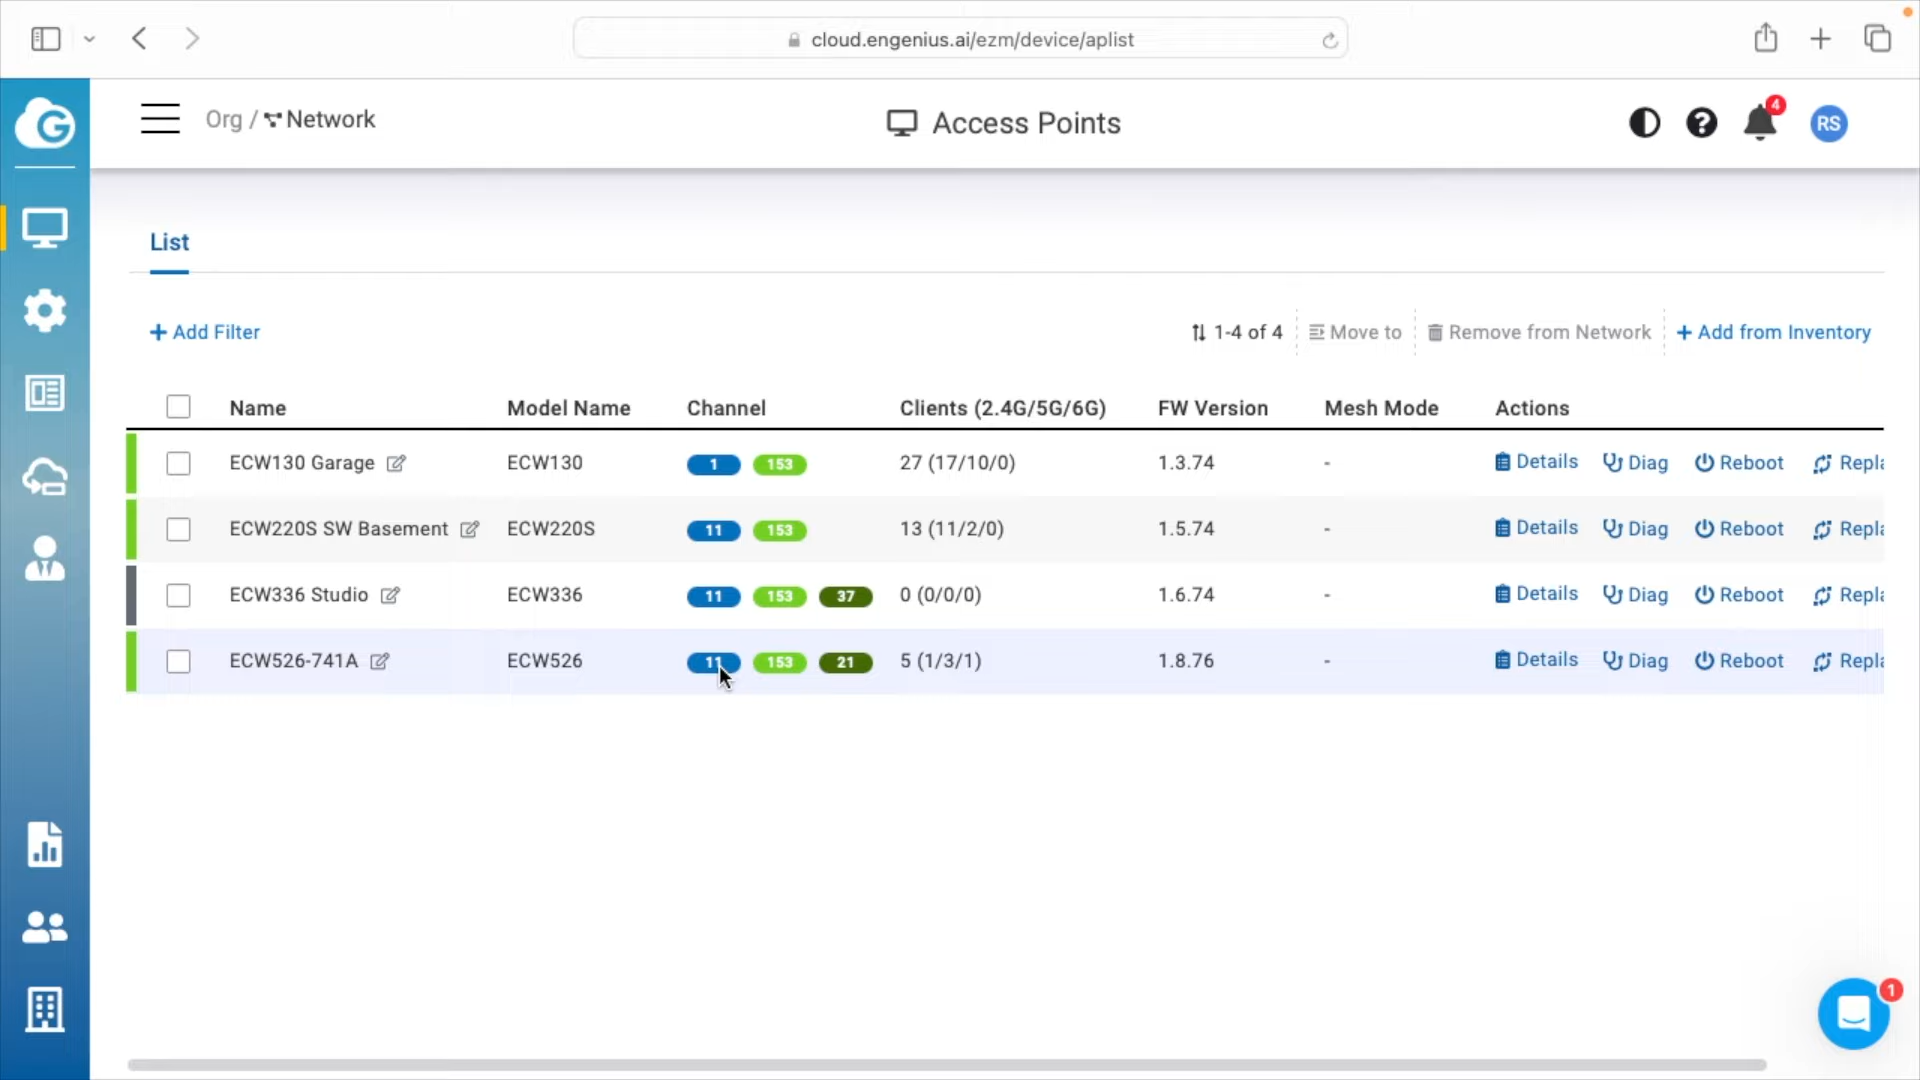 cloud.engenius.ai/ezm/device/aplist
G
Org / Network
Access Points
4
RS
List
+ Add Filter
1-4 of 4
Move to
Remove from Network
+ Add from Inventory
Name Model Name Channel Clients (2.4G/5G/6G) FW Version Mesh Mode Actions
ECW130 Garage ECW130 1 153 27 (17/10/0) 1.3.74 - Details Diag Reboot Repla
ECW220S SW Basement ECW220S 11 153 13 (11/2/0) 1.5.74 - Details Diag Reboot Repla
ECW336 Studio ECW336 11 153 37 0 (0/0/0) 1.6.74 - Details Diag Reboot Repla
ECW526-741A ECW526 11 153 21 5 (1/3/1) 1.8.76 - Details Diag Reboot Repla
1